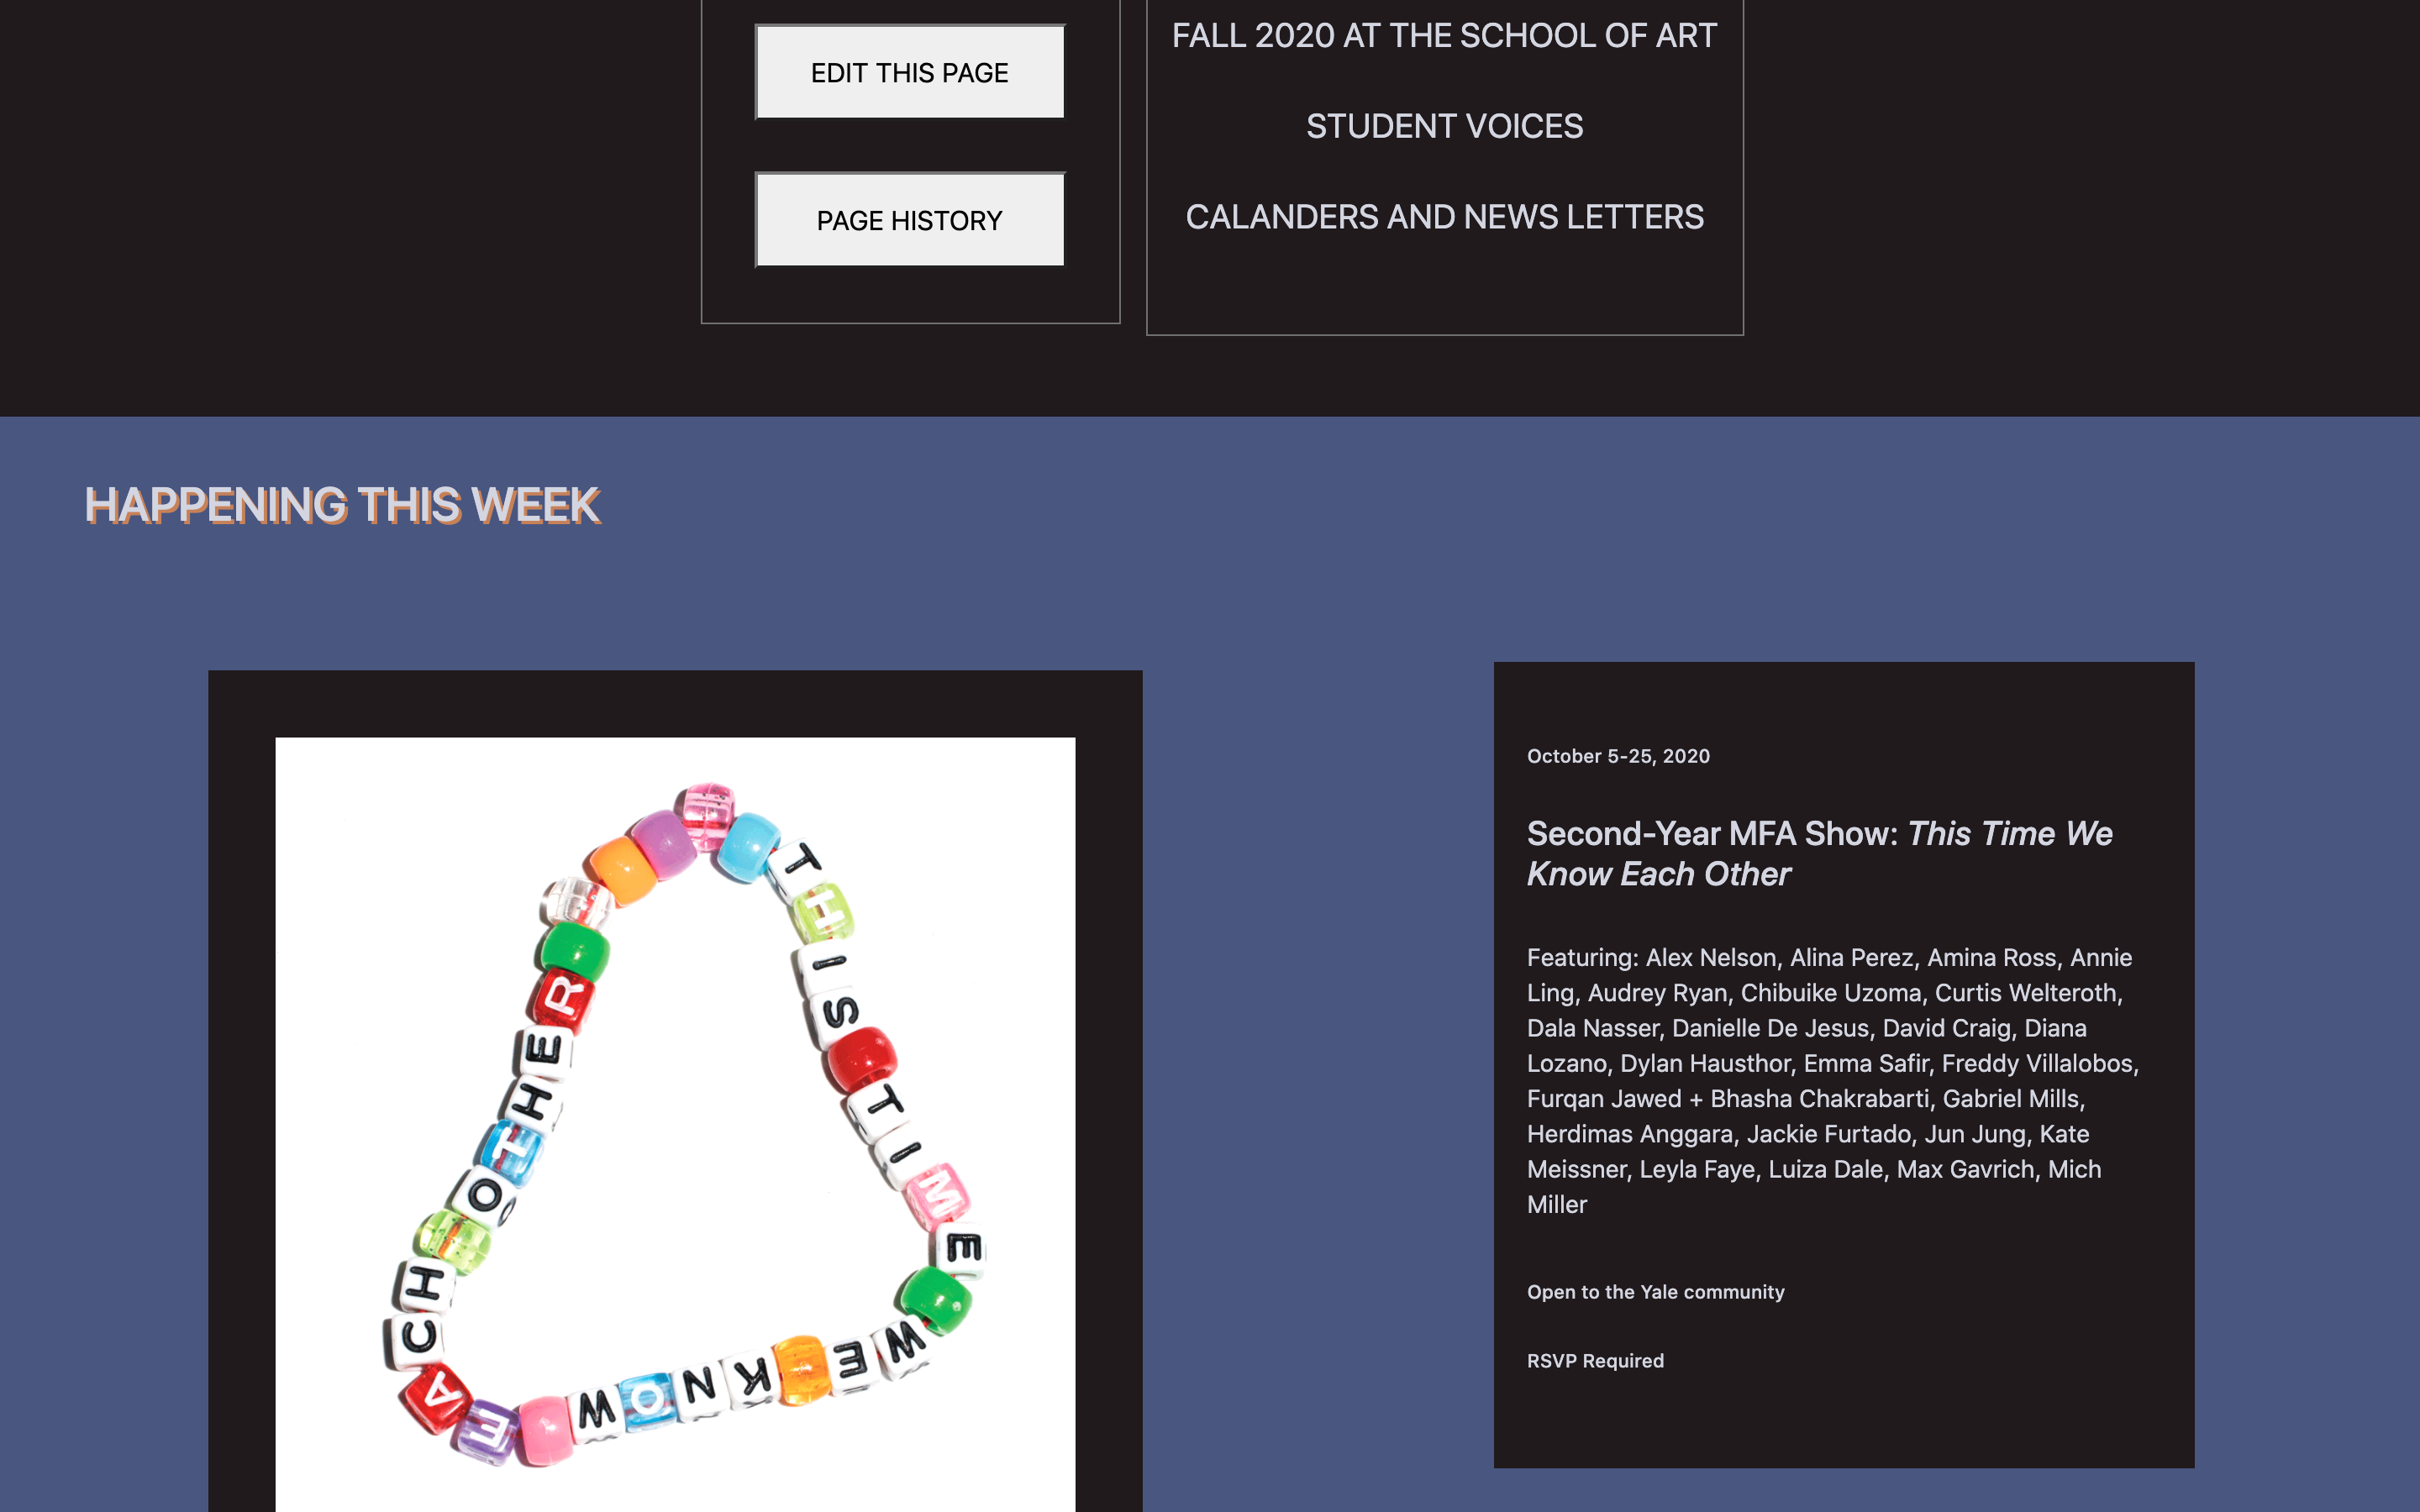 EDIT THIS PAGE
PAGE HISTORY
FALL 2020 AT THE SCHOOL OF ART
STUDENT VOICES
CALANDERS AND NEWS LETTERS
HAPPENING THIS WEEK
THIS TIME WE KNOW EACH OTHER
October 5-25, 2020
Second-Year MFA Show: This Time We
Know Each Other
Featuring: Alex Nelson, Alina Perez, Amina Ross, Annie
Ling, Audrey Ryan, Chibuike Uzoma, Curtis Welteroth,
Dala Nasser, Danielle De Jesus, David Craig, Diana
Lozano, Dylan Hausthor, Emma Safir, Freddy Villalobos,
Furqan Jawed + Bhasha Chakrabarti, Gabriel Mills,
Herdimas Anggara, Jackie Furtado, Jun Jung, Kate
Meissner, Leyla Faye, Luiza Dale, Max Gavrich, Mich
Miller
Open to the Yale community
RSVP Required